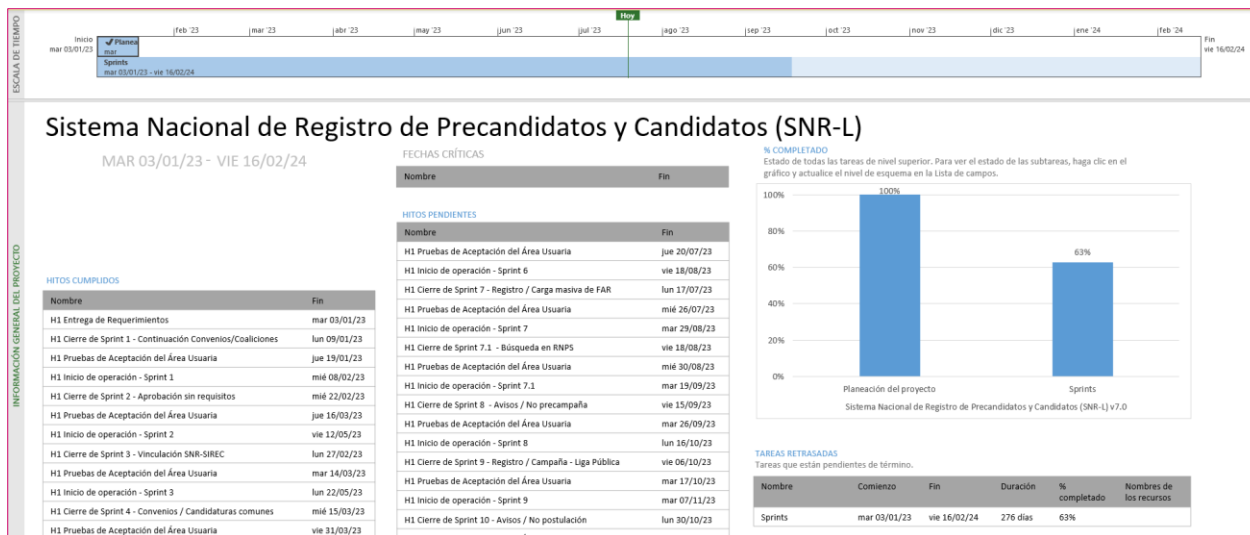 ESCALA DE TIEMPO
Hoy
feb '23 mar '23 abr '23 may '23 jun '23 jul '23 ago '23 sep '23 oct '23 nov '23 dic '23 ene '24 feb '24
Inicio
mar 03/01/23
✔ Planea
mar
Sprints
mar 03/01/23 - vie 16/02/24
Fin
vie 16/02/24
INFORMACIÓN GENERAL DEL PROYECTO
Sistema Nacional de Registro de Precandidatos y Candidatos (SNR-L)
MAR 03/01/23 - VIE 16/02/24
HITOS CUMPLIDOS
Nombre Fin
H1 Entrega de Requerimientos mar 03/01/23
H1 Cierre de Sprint 1 - Continuación Convenios/Coaliciones lun 09/01/23
H1 Pruebas de Aceptación del Área Usuaria jue 19/01/23
H1 Inicio de operación - Sprint 1 mié 08/02/23
H1 Cierre de Sprint 2 - Aprobación sin requisitos mié 22/02/23
H1 Pruebas de Aceptación del Área Usuaria jue 16/03/23
H1 Inicio de operación - Sprint 2 vie 12/05/23
H1 Cierre de Sprint 3 - Vinculación SNR-SIREC lun 27/02/23
H1 Pruebas de Aceptación del Área Usuaria mar 14/03/23
H1 Inicio de operación - Sprint 3 lun 22/05/23
H1 Cierre de Sprint 4 - Convenios / Candidaturas comunes mié 15/03/23
H1 Pruebas de Aceptación del Área Usuaria vie 31/03/23
FECHAS CRÍTICAS
Nombre Fin
HITOS PENDIENTES
Nombre Fin
H1 Pruebas de Aceptación del Área Usuaria jue 20/07/23
H1 Inicio de operación - Sprint 6 vie 18/08/23
H1 Cierre de Sprint 7 - Registro / Carga masiva de FAR lun 17/07/23
H1 Pruebas de Aceptación del Área Usuaria mié 26/07/23
H1 Inicio de operación - Sprint 7 mar 29/08/23
H1 Cierre de Sprint 7.1 - Búsqueda en RNPS vie 18/08/23
H1 Pruebas de Aceptación del Área Usuaria mié 30/08/23
H1 Inicio de operación - Sprint 7.1 mar 19/09/23
H1 Cierre de Sprint 8 - Avisos / No precampaña vie 15/09/23
H1 Pruebas de Aceptación del Área Usuaria mar 26/09/23
H1 Inicio de operación - Sprint 8 lun 16/10/23
H1 Cierre de Sprint 9 - Registro / Campaña - Liga Pública vie 06/10/23
H1 Pruebas de Aceptación del Área Usuaria mar 17/10/23
H1 Inicio de operación - Sprint 9 mar 07/11/23
H1 Cierre de Sprint 10 - Avisos / No postulación lun 30/10/23
% COMPLETADO
Estado de todas las tareas de nivel superior. Para ver el estado de las subtareas, haga clic en el
gráfico y actualice el nivel de esquema en la Lista de campos.
100%
80%
60%
40%
20%
0%
100%
63%
Planeación del proyecto Sprints
Sistema Nacional de Registro de Precandidatos y Candidatos (SNR-L) v7.0
TAREAS RETRASADAS
Tareas que están pendientes de término.
Nombre Comienzo Fin Duración % completado Nombres de los recursos
Sprints mar 03/01/23 vie 16/02/24 276 días 63%